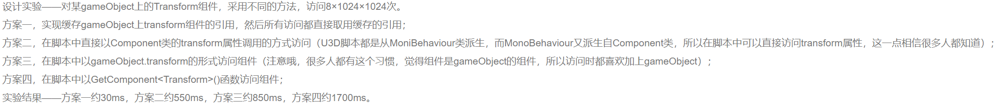 设计实验——对某gameObject上的Transform组件，采用不同的方法，访问8×1024×1024次。
方案一，实现缓存gameObject上transform组件的引用，然后所有访问都直接取用缓存的引用；
方案二，在脚本中直接以Component类的transform属性调用的方式访问（U3D脚本都是从MoniBehaviour类派生，而MonoBehaviour又派生自Component类，所以在脚本中可以直接访问transform属性，这一点相信很多人都知道）；
方案三，在脚本中以gameObject.transform的形式访问组件（注意哦，很多人都有这个习惯，觉得组件是gameObject的组件，所以访问时都喜欢加上gameObject）；
方案四，在脚本中以GetComponent<Transform>()函数访问组件；
实验结果——方案一约30ms，方案二约550ms，方案三约850ms，方案四约1700ms。